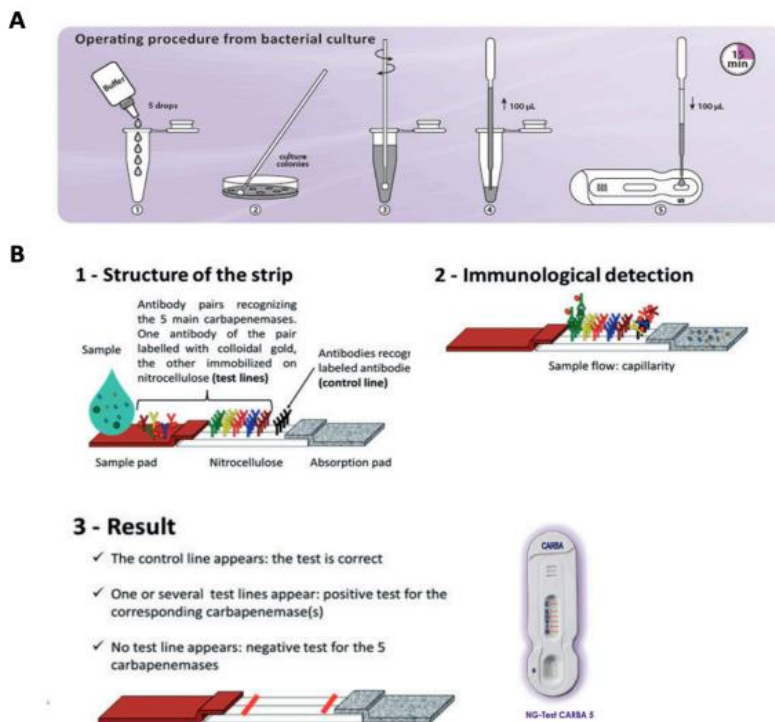 A
Operating procedure from bacterial culture
15
min
Buffer
5 drops
culture
colonies
↑ 100 µL
↓ 100 µL
1
2
3
4
5
B
1 - Structure of the strip
Antibody pairs recognizing
the 5 main carbapenemases.
One antibody of the pair
labelled with colloidal gold,
the other immobilized on
nitrocellulose (test lines)
Sample
Antibodies recogr
labeled antibodie
(control line)
Sample pad
Nitrocellulose
Absorption pad
2 - Immunological detection
Sample flow: capillarity
3 - Result
✓ The control line appears: the test is correct
✓ One or several test lines appear: positive test for the
corresponding carbapenemase(s)
✓ No test line appears: negative test for the 5
carbapenemases
CARBA
NG-Test CARBA 5